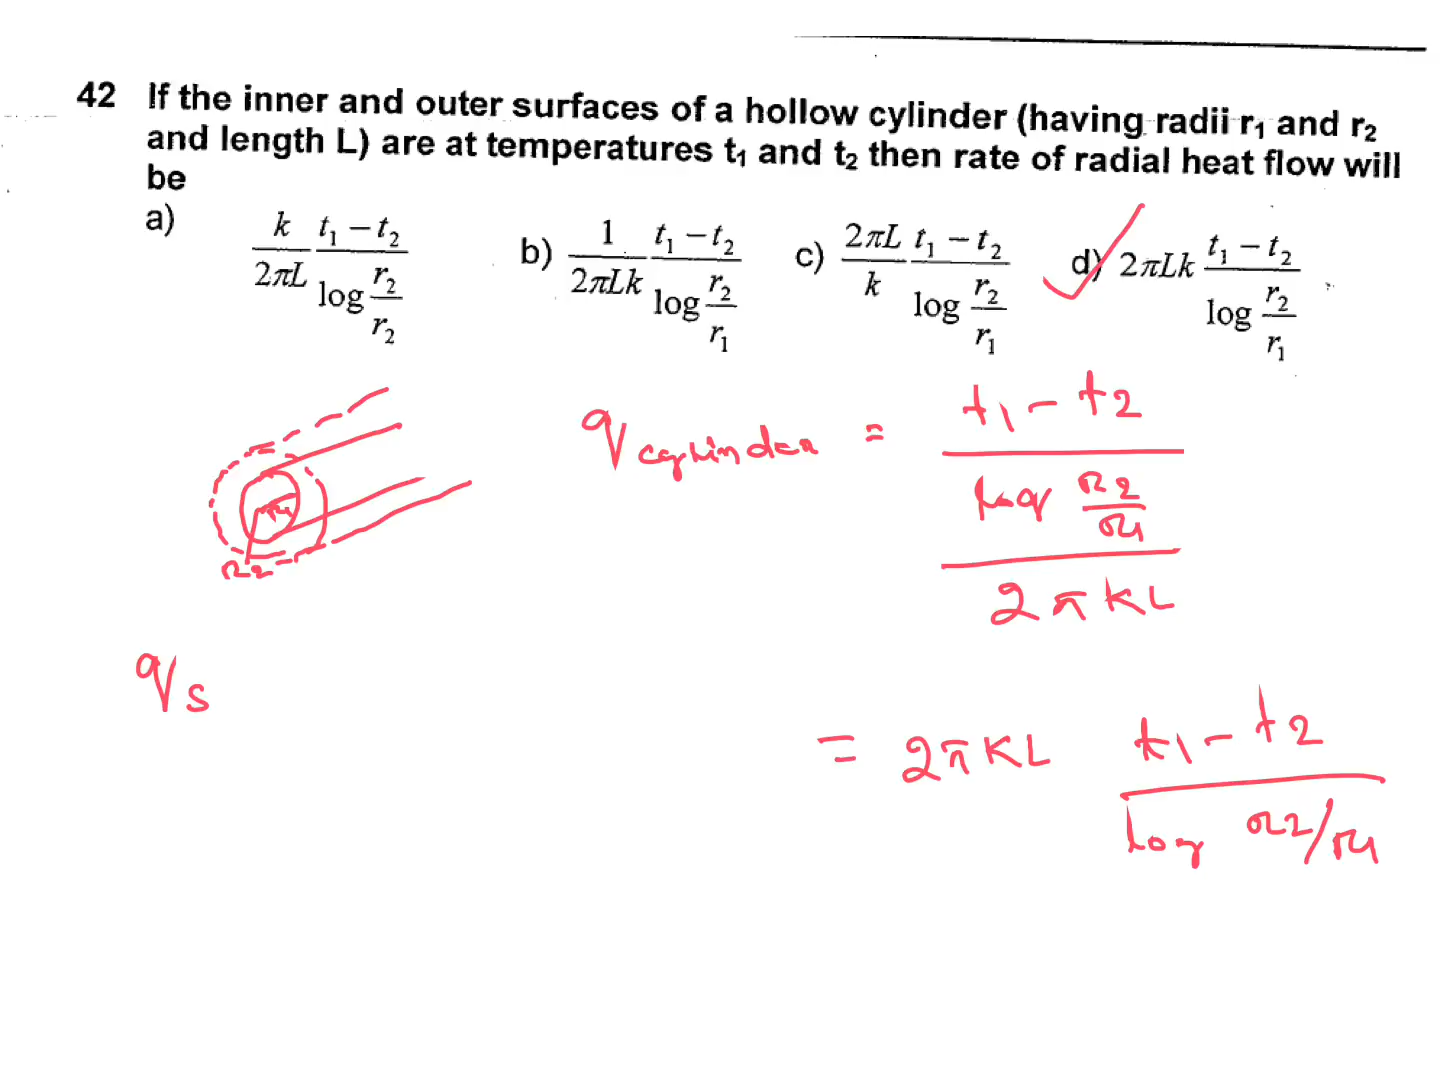 42 If the inner and outer surfaces of a hollow cylinder (having radii r₁ and r₂
and length L) are at temperatures t₁ and t₂ then rate of radial heat flow will
be
a) k/2πL (t₁ − t₂)/(log r₂/r₂) b) 1/2πLk (t₁ − t₂)/(log r₂/r₁) c) 2πL/k (t₁ − t₂)/(log r₂/r₁) d) 2πLk (t₁ − t₂)/(log r₂/r₁)
q cylinder = (t₁ − t₂)/((log r₂/r₁)/(2πKL))
r₁
r₂
qs
= 2πKL (t₁ − t₂)/(log r₂/r₁)